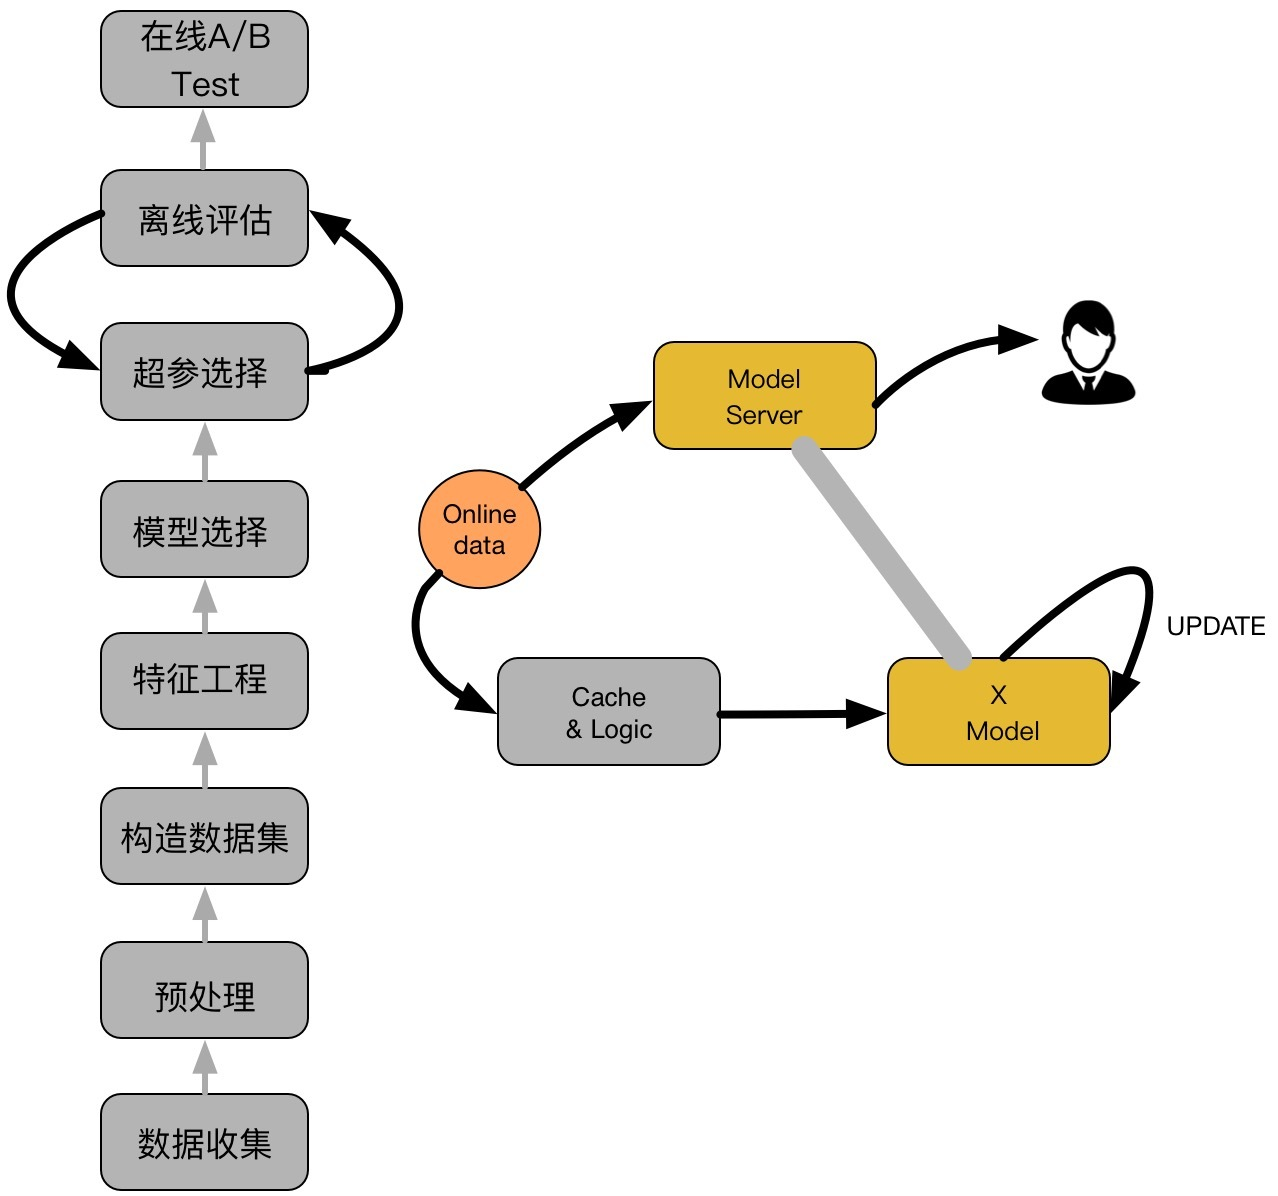 在线A/B
Test
离线评估
超参选择
模型选择
特征工程
构造数据集
预处理
数据收集
Model
Server
Online
data
UPDATE
Cache
& Logic
X
Model